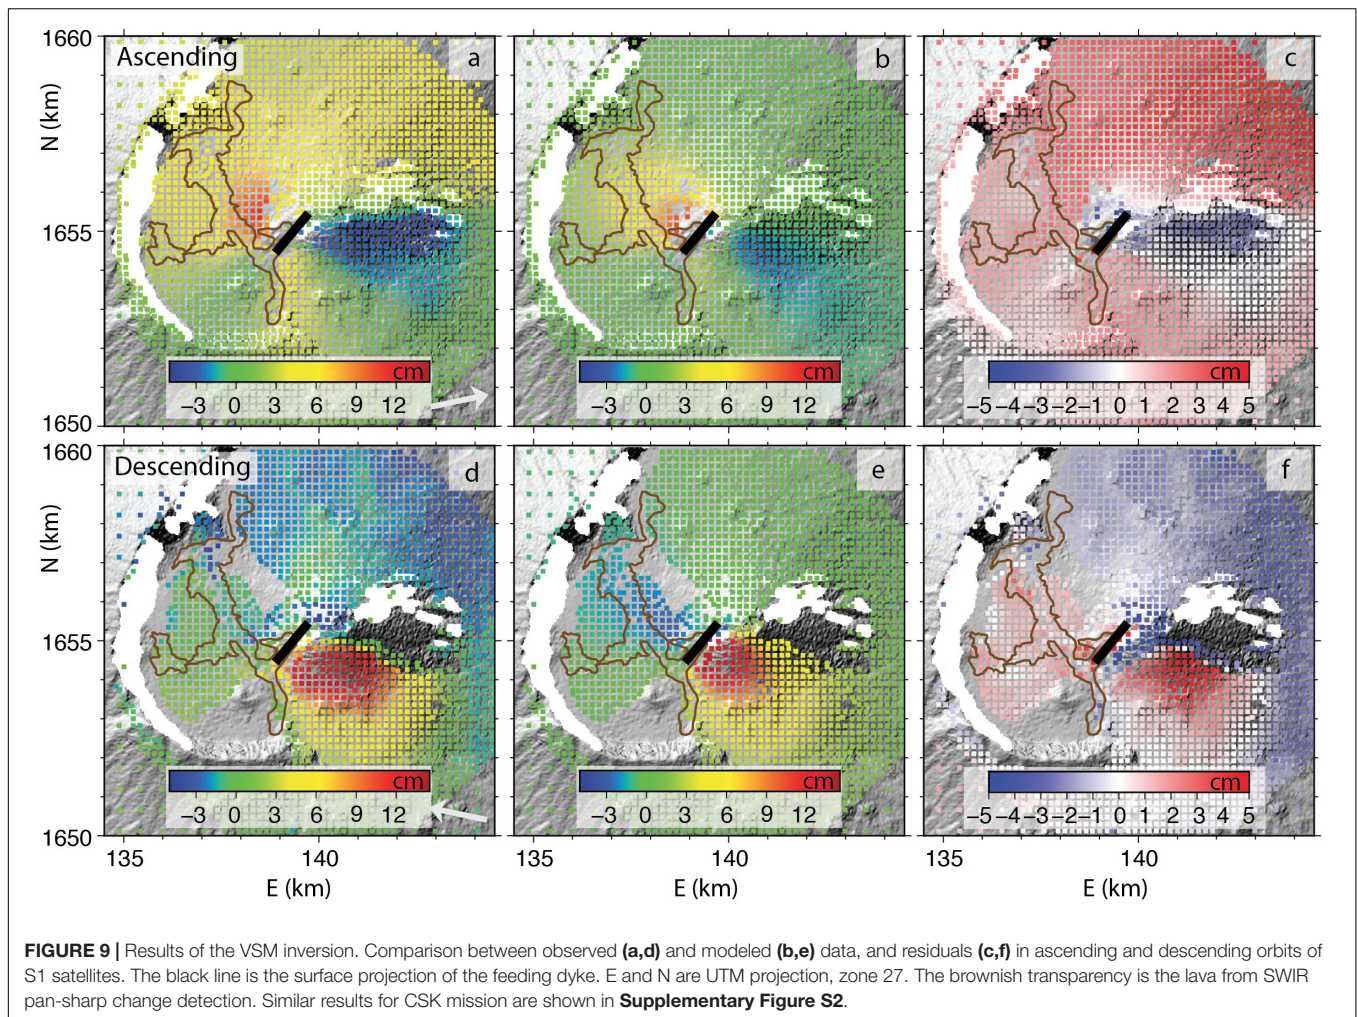 1660
Ascending
a
b
c
N (km)
1655
cm
cm
cm
−3 0 3 6 9 12
−3 0 3 6 9 12
−5 −4 −3 −2 −1 0 1 2 3 4 5
1650
1660
Descending
d
e
f
N (km)
1655
cm
cm
cm
−3 0 3 6 9 12
−3 0 3 6 9 12
−5 −4 −3 −2 −1 0 1 2 3 4 5
1650
135 140
135 140
135 140
E (km)
E (km)
E (km)
FIGURE 9 | Results of the VSM inversion. Comparison between observed (a,d) and modeled (b,e) data, and residuals (c,f) in ascending and descending orbits of
S1 satellites. The black line is the surface projection of the feeding dyke. E and N are UTM projection, zone 27. The brownish transparency is the lava from SWIR
pan-sharp change detection. Similar results for CSK mission are shown in Supplementary Figure S2.